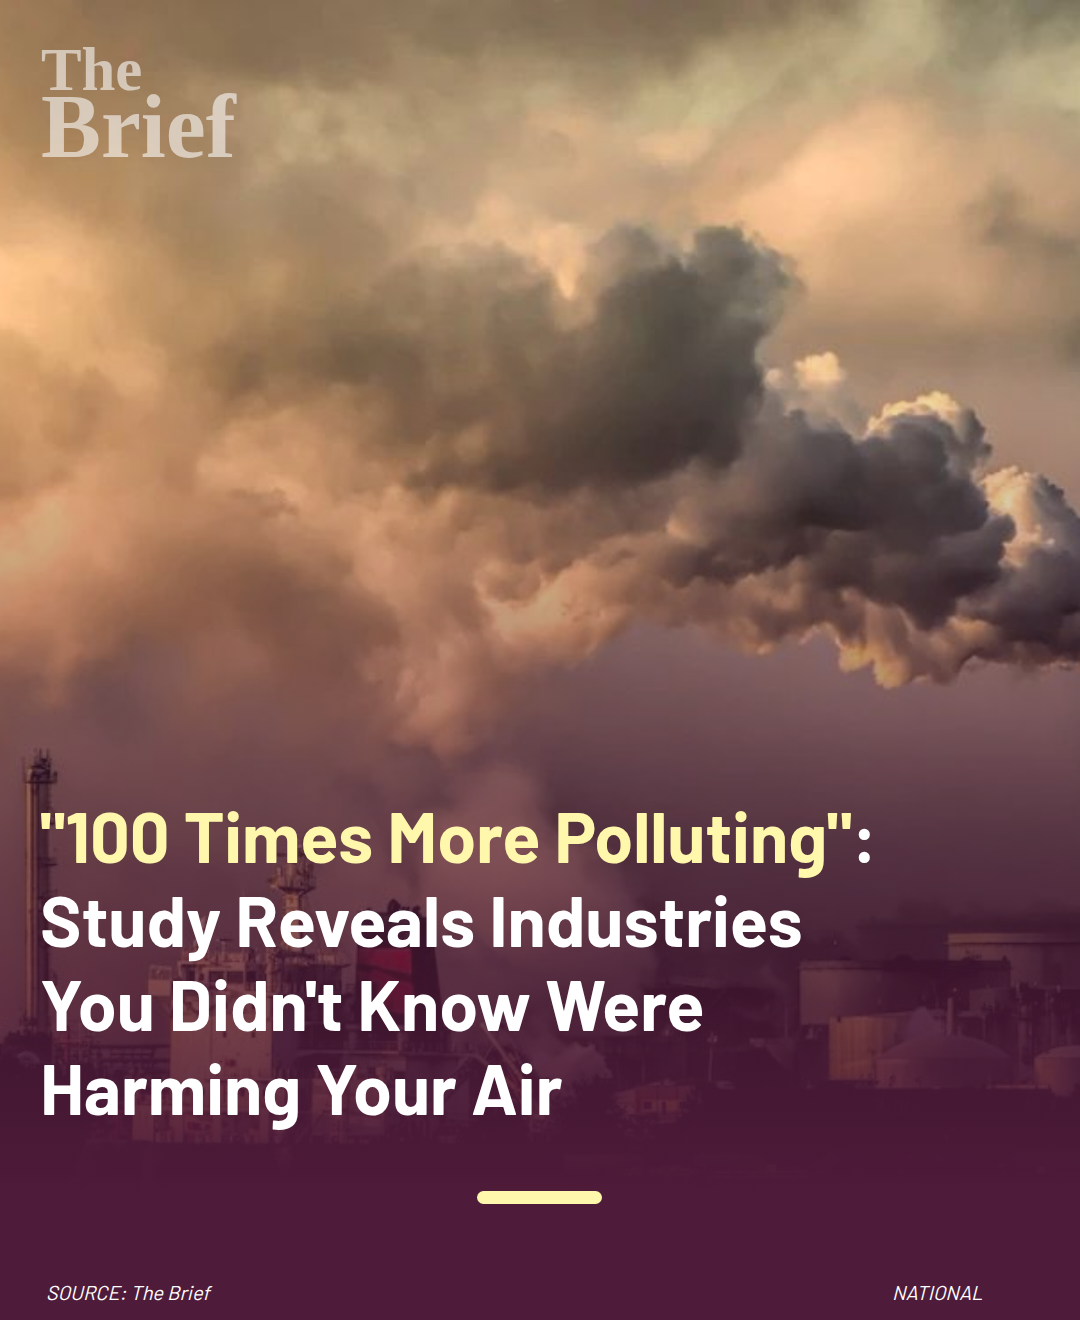 The
Brief
"100 Times More Polluting":
Study Reveals Industries
You Didn't Know Were
Harming Your Air
SOURCE: The Brief
NATIONAL